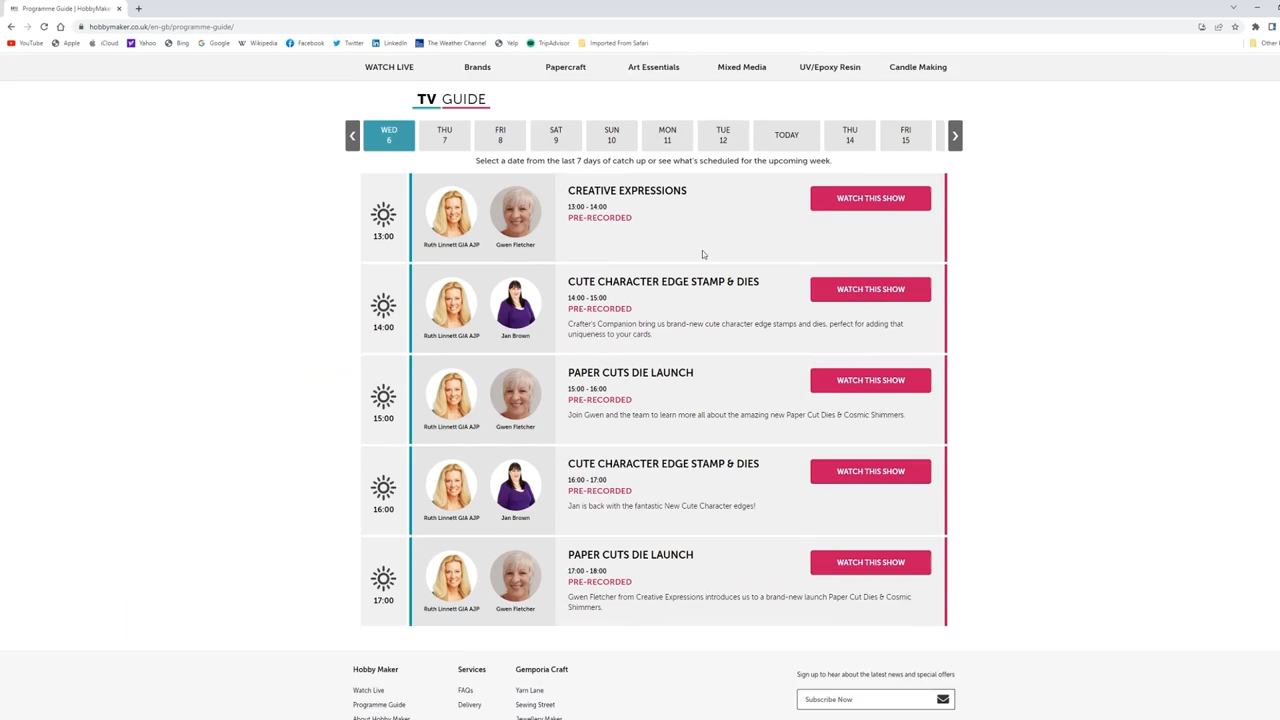 Programme Guide | HobbyMaker
hobbymaker.co.uk/en-gb/programme-guide/
YouTube Apple iCloud Yahoo Bing Google Wikipedia Facebook Twitter LinkedIn The Weather Channel Yelp TripAdvisor Imported From Safari Other
WATCH LIVE Brands Papercraft Art Essentials Mixed Media UV/Epoxy Resin Candle Making
TV GUIDE
WED THU FRI SAT SUN MON TUE TODAY THU FRI
6 7 8 9 10 11 12 14 15
Select a date from the last 7 days of catch up or see what's scheduled for the upcoming week.
13:00
Ruth Linnett GIA AJP Gwen Fletcher
CREATIVE EXPRESSIONS
13:00 - 14:00
PRE-RECORDED
WATCH THIS SHOW
14:00
Ruth Linnett GIA AJP Jan Brown
CUTE CHARACTER EDGE STAMP & DIES
14:00 - 15:00
PRE-RECORDED
Crafter's Companion bring us brand-new cute character edge stamps and dies, perfect for adding that
uniqueness to your cards.
WATCH THIS SHOW
15:00
Ruth Linnett GIA AJP Gwen Fletcher
PAPER CUTS DIE LAUNCH
15:00 - 16:00
PRE-RECORDED
Join Gwen and the team to learn more all about the amazing new Paper Cut Dies & Cosmic Shimmers.
WATCH THIS SHOW
16:00
Ruth Linnett GIA AJP Jan Brown
CUTE CHARACTER EDGE STAMP & DIES
16:00 - 17:00
PRE-RECORDED
Jan is back with the fantastic New Cute Character edges!
WATCH THIS SHOW
17:00
Ruth Linnett GIA AJP Gwen Fletcher
PAPER CUTS DIE LAUNCH
17:00 - 18:00
PRE-RECORDED
Gwen Fletcher from Creative Expressions introduces us to a brand-new launch Paper Cut Dies & Cosmic
Shimmers.
WATCH THIS SHOW
Hobby Maker Services Gemporia Craft
Sign up to hear about the latest news and special offers
Watch Live FAQs Yarn Lane
Subscribe Now
Programme Guide Delivery Sewing Street
About Hobby Maker Jewellery Maker